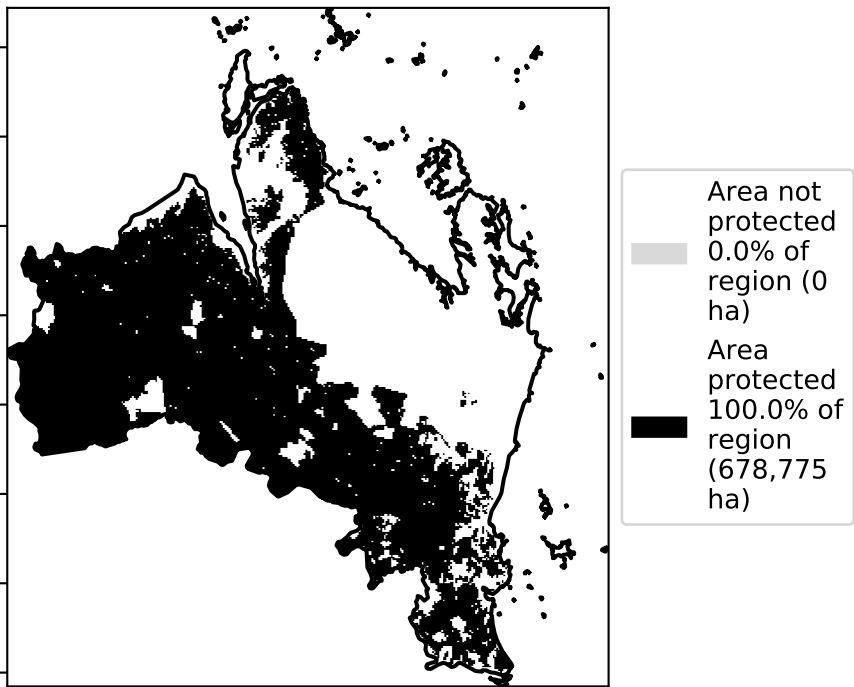 Area not
protected
0.0% of
region (0
ha)
Area
protected
100.0% of
region
(678,775
ha)